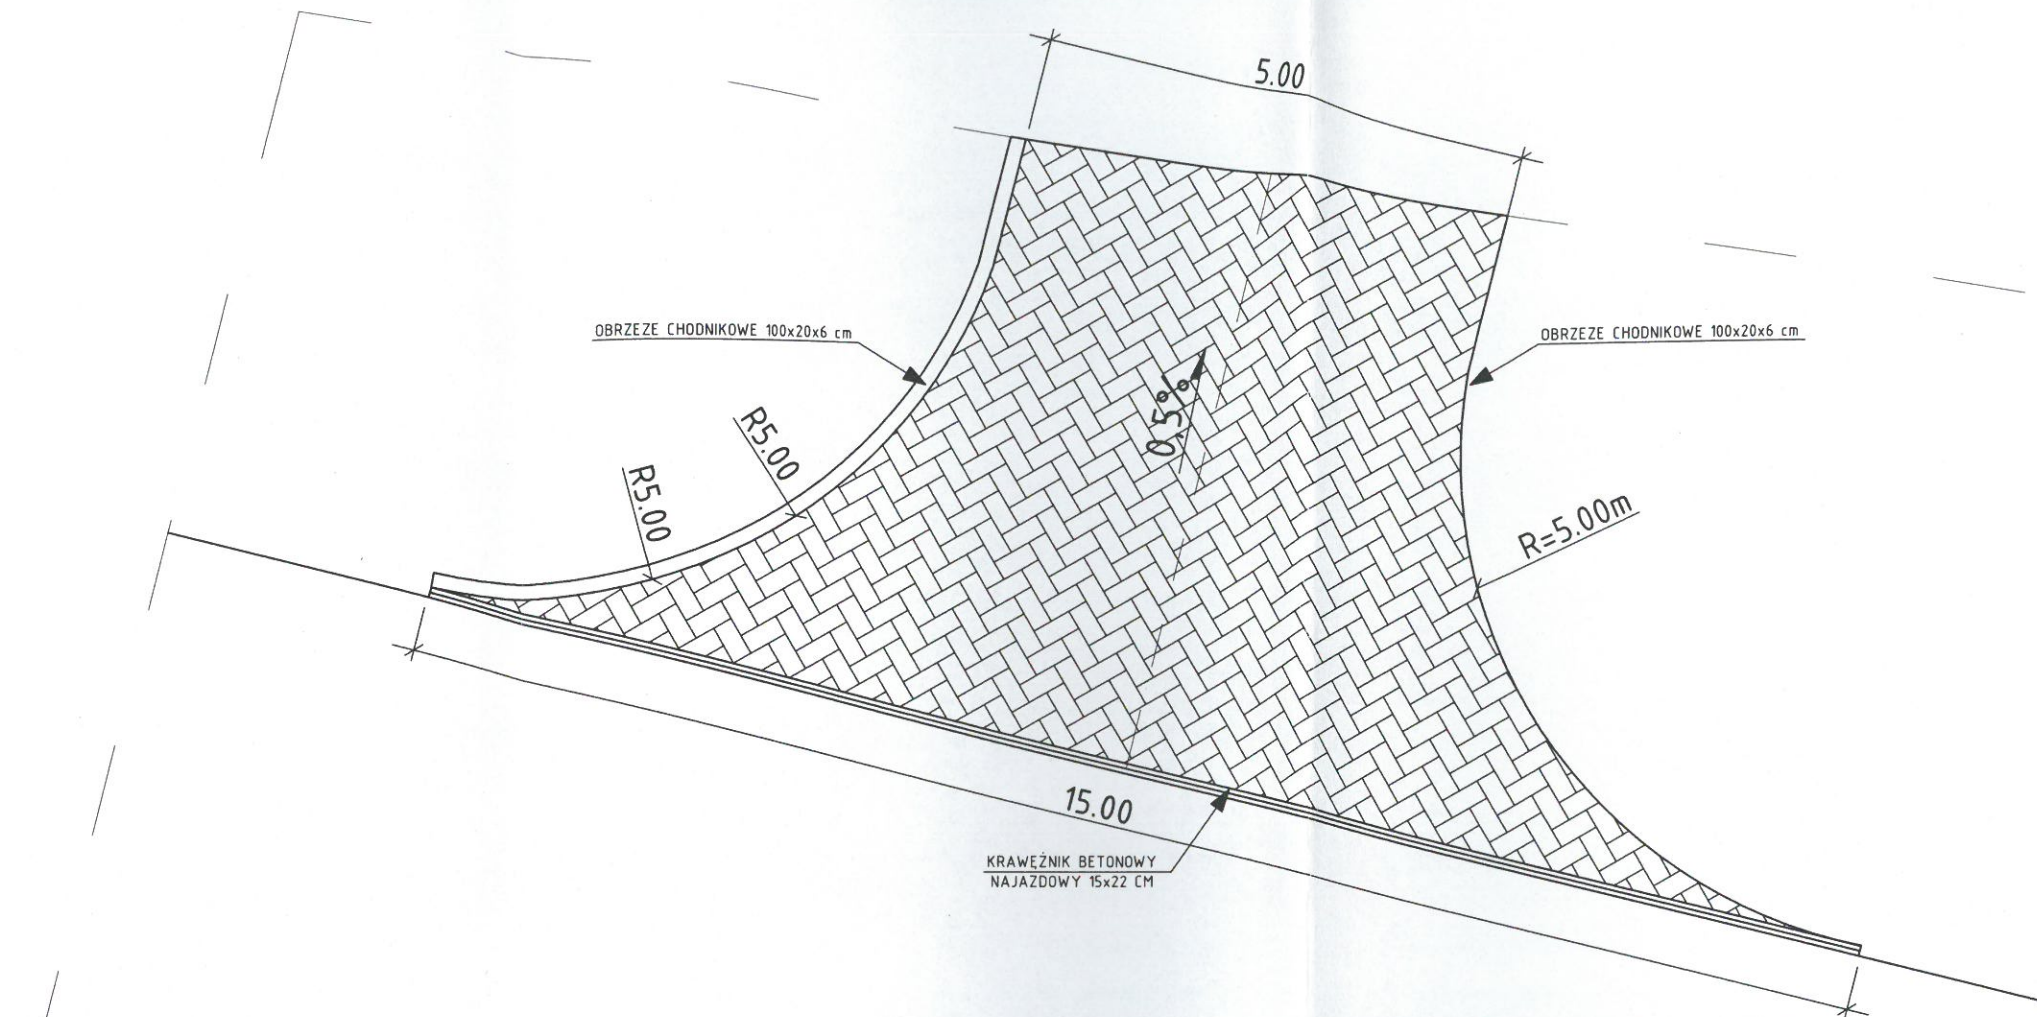 5.00
OBRZEZE CHODNIKOWE 100x20x6 cm
OBRZEZE CHODNIKOWE 100x20x6 cm
0,5%
R5.00
R5.00
R=5.00m
15.00
KRAWĘŻNIK BETONOWY
NAJAZDOWY 15x22 CM